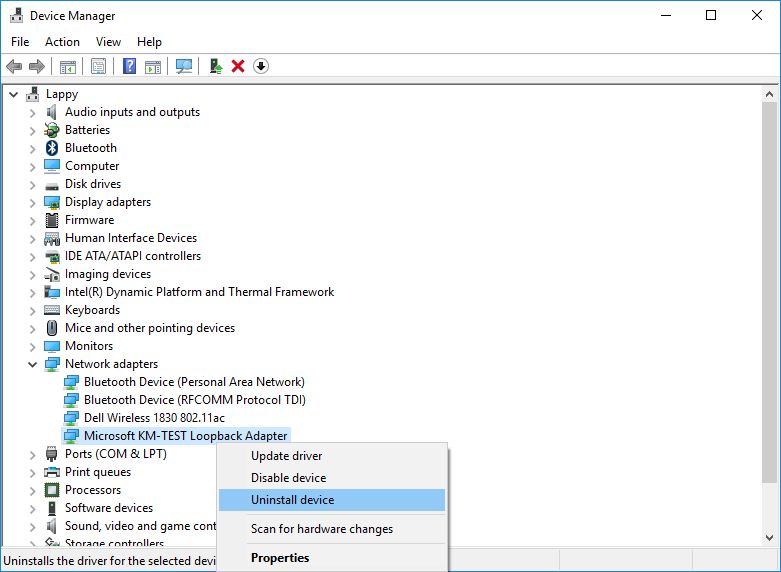 Device Manager
File Action View Help
Lappy
Audio inputs and outputs
Batteries
Bluetooth
Computer
Disk drives
Display adapters
Firmware
Human Interface Devices
IDE ATA/ATAPI controllers
Imaging devices
Intel(R) Dynamic Platform and Thermal Framework
Keyboards
Mice and other pointing devices
Monitors
Network adapters
Bluetooth Device (Personal Area Network)
Bluetooth Device (RFCOMM Protocol TDI)
Dell Wireless 1830 802.11ac
Microsoft KM-TEST Loopback Adapter
Ports (COM & LPT)
Print queues
Processors
Software devices
Sound, video and game cont
Storage controllers
Update driver
Disable device
Uninstall device
Scan for hardware changes
Properties
Uninstalls the driver for the selected devi